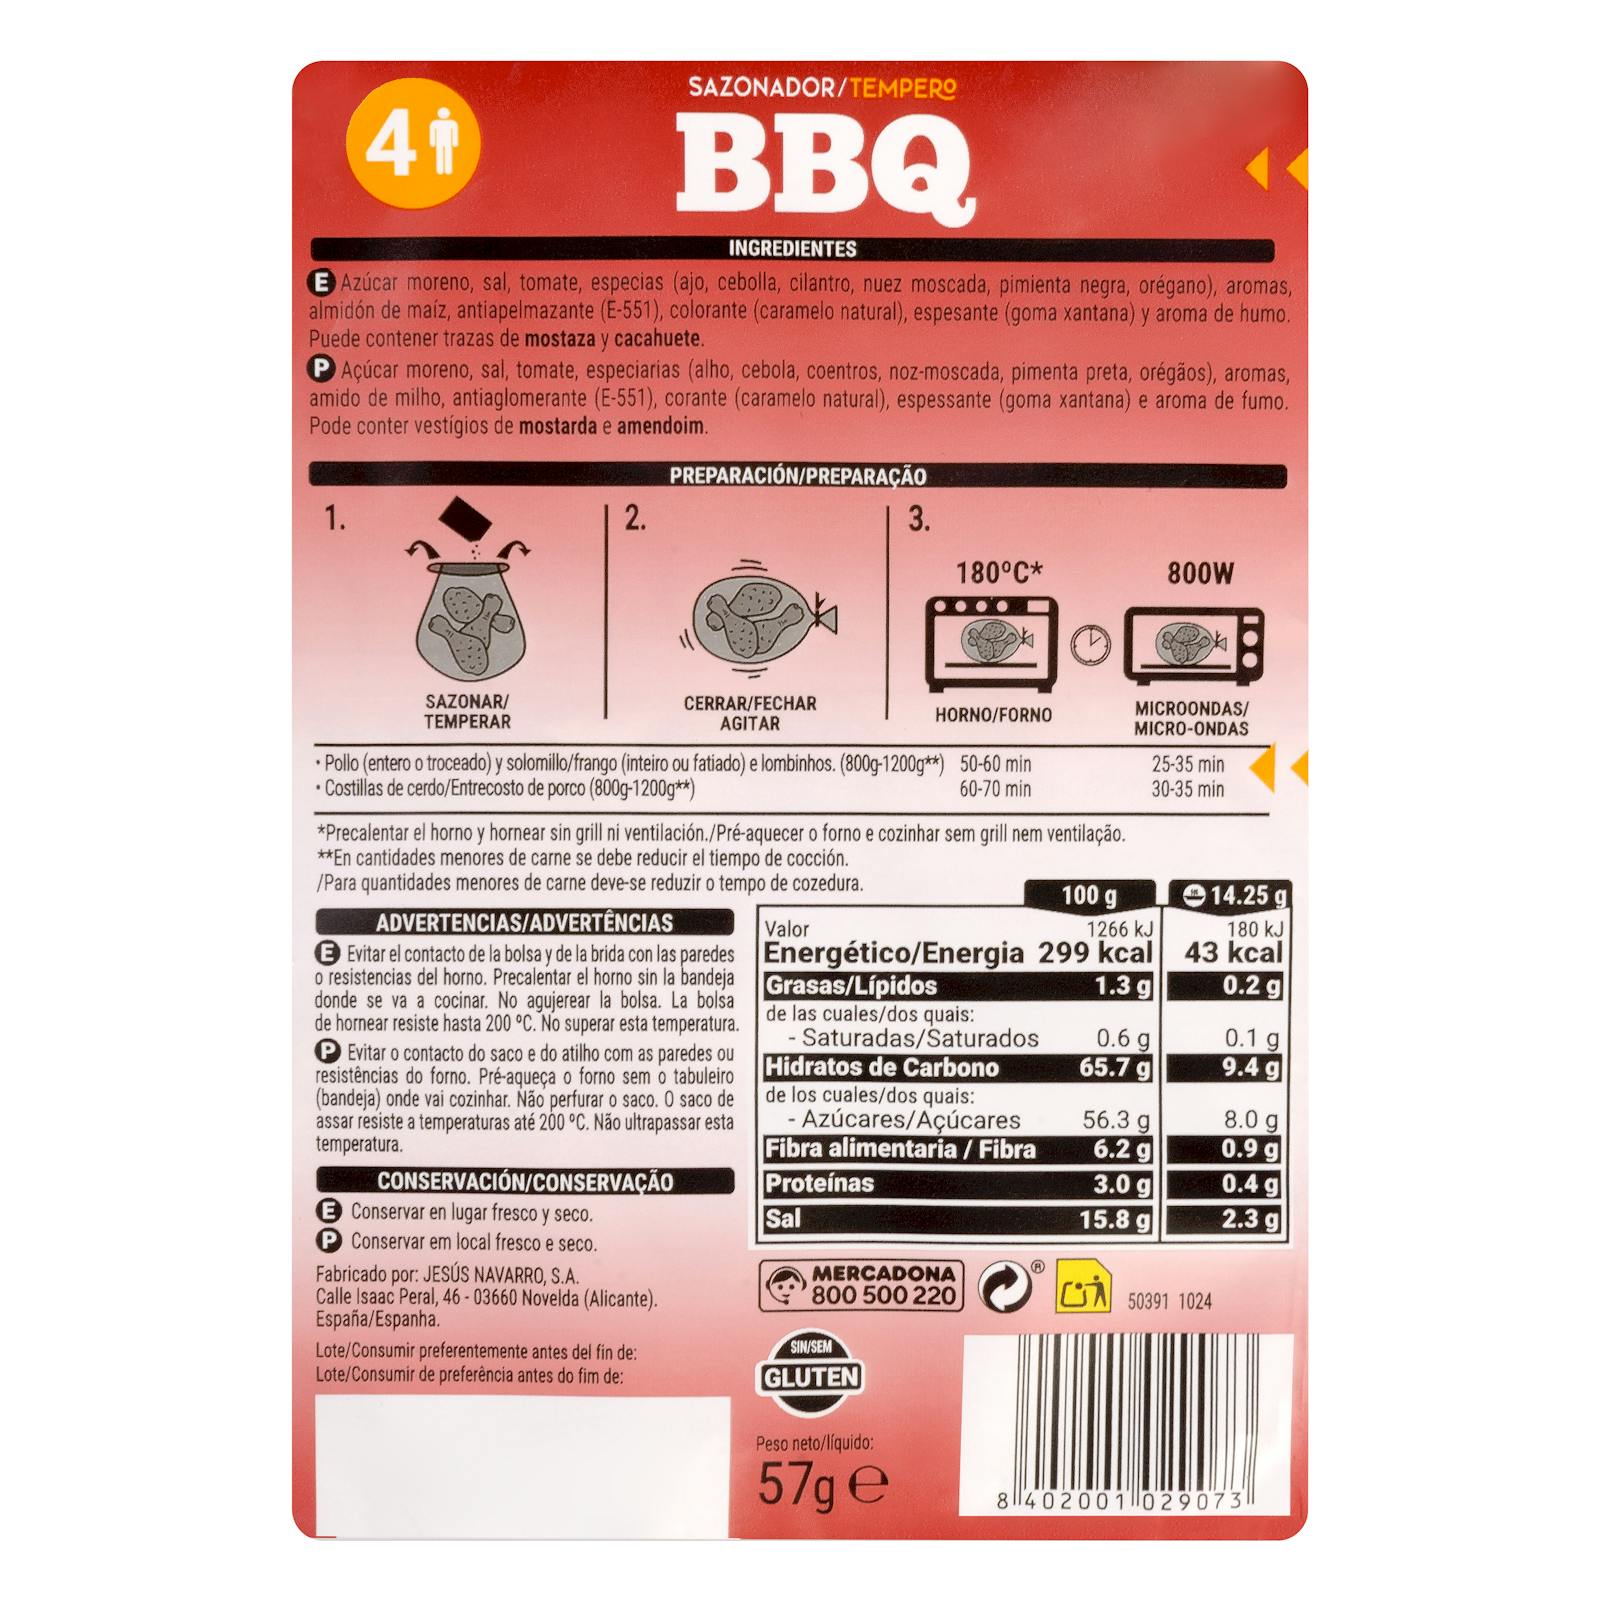 4
SAZONADOR/TEMPERO
BBQ
INGREDIENTES
E Azúcar moreno, sal, tomate, especias (ajo, cebolla, cilantro, nuez moscada, pimienta negra, orégano), aromas,
almidón de maíz, antiapelmazante (E-551), colorante (caramelo natural), espesante (goma xantana) y aroma de humo.
Puede contener trazas de mostaza y cacahuete.
P Açúcar moreno, sal, tomate, especiarias (alho, cebola, coentros, noz-moscada, pimenta preta, orégãos), aromas,
amido de milho, antiaglomerante (E-551), corante (caramelo natural), espessante (goma xantana) e aroma de fumo.
Pode conter vestígios de mostarda e amendoim.
PREPARACIÓN/PREPARAÇÃO
1.
SAZONAR/
TEMPERAR
2.
CERRAR/FECHAR
AGITAR
3.
180ºC*
HORNO/FORNO
800W
MICROONDAS/
MICRO-ONDAS
• Pollo (entero o troceado) y solomillo/frango (inteiro ou fatiado) e lombinhos. (800g-1200g**) 50-60 min 25-35 min
• Costillas de cerdo/Entrecosto de porco (800g-1200g**) 60-70 min 30-35 min
*Precalentar el horno y hornear sin grill ni ventilación./Pré-aquecer o forno e cozinhar sem grill nem ventilação.
**En cantidades menores de carne se debe reducir el tiempo de cocción.
/Para quantidades menores de carne deve-se reduzir o tempo de cozedura.
ADVERTENCIAS/ADVERTÊNCIAS
E Evitar el contacto de la bolsa y de la brida con las paredes
o resistencias del horno. Precalentar el horno sin la bandeja
donde se va a cocinar. No agujerear la bolsa. La bolsa
de hornear resiste hasta 200 ºC. No superar esta temperatura.
P Evitar o contacto do saco e do atilho com as paredes ou
resistências do forno. Pré-aqueça o forno sem o tabuleiro
(bandeja) onde vai cozinhar. Não perfurar o saco. O saco de
assar resiste a temperaturas até 200 ºC. Não ultrapassar esta
temperatura.
CONSERVACIÓN/CONSERVAÇÃO
E Conservar en lugar fresco y seco.
P Conservar em local fresco e seco.
Fabricado por: JESÚS NAVARRO, S.A.
Calle Isaac Peral, 46 - 03660 Novelda (Alicante).
España/Espanha.
Lote/Consumir preferentemente antes del fin de:
Lote/Consumir de preferência antes do fim de:
100 g 14.25 g
Valor 1266 kJ 180 kJ
Energético/Energia 299 kcal 43 kcal
Grasas/Lípidos 1.3 g 0.2 g
de las cuales/dos quais:
- Saturadas/Saturados 0.6 g 0.1 g
Hidratos de Carbono 65.7 g 9.4 g
de los cuales/dos quais:
- Azúcares/Açúcares 56.3 g 8.0 g
Fibra alimentaria / Fibra 6.2 g 0.9 g
Proteínas 3.0 g 0.4 g
Sal 15.8 g 2.3 g
MERCADONA
800 500 220
®
50391 1024
SIN/SEM
GLUTEN
Peso neto/líquido:
57g e
8 402001 029073